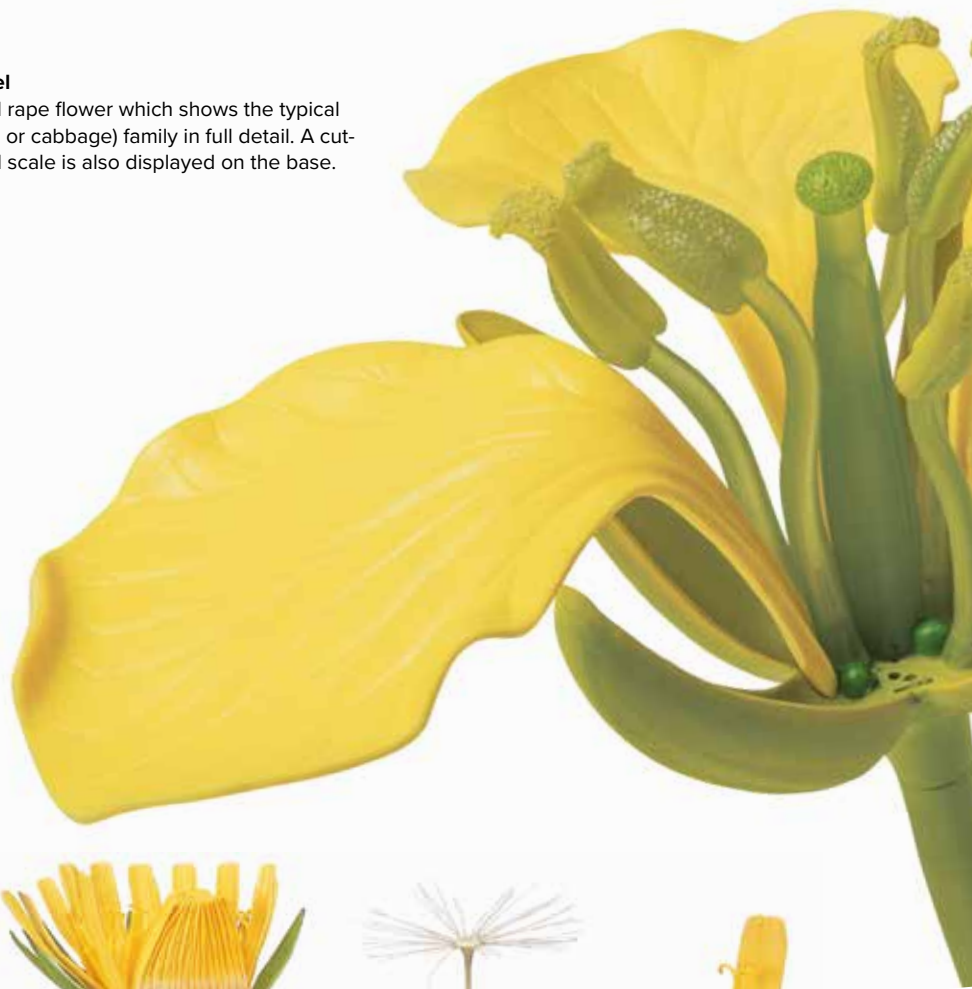 el
l rape flower which shows the typical
or cabbage) family in full detail. A cut-
l scale is also displayed on the base.